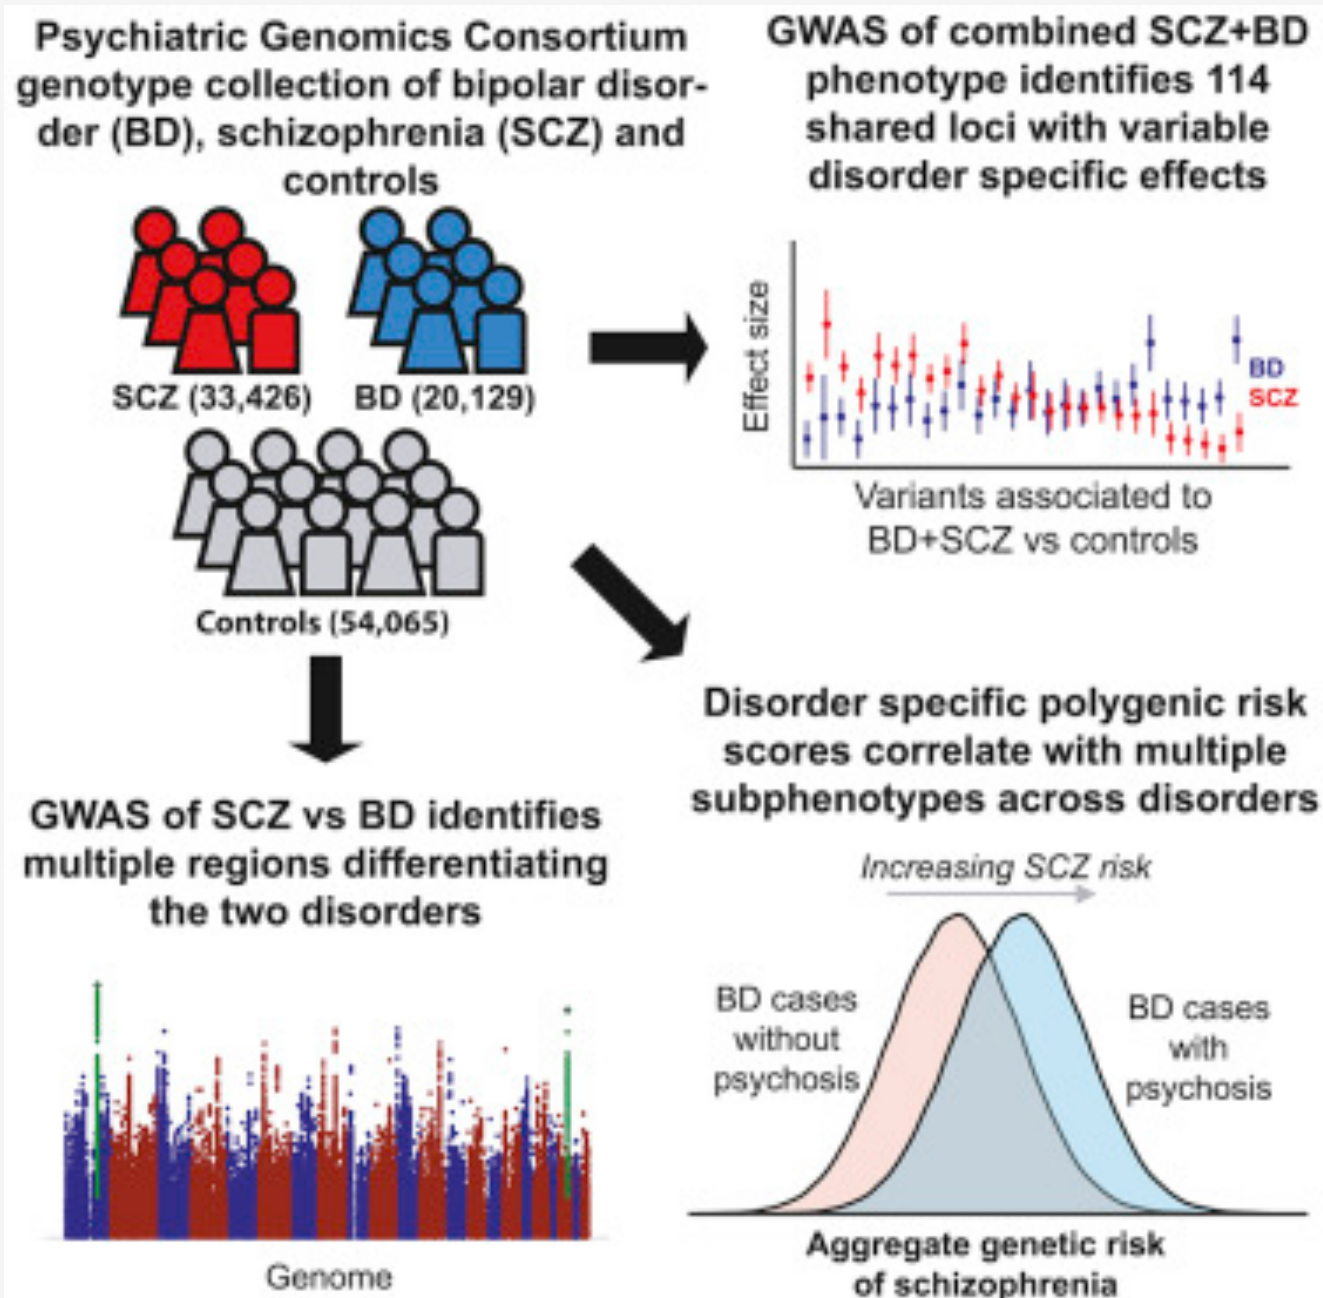 Psychiatric Genomics Consortium
genotype collection of bipolar disor-
der (BD), schizophrenia (SCZ) and
controls
SCZ (33,426)
BD (20,129)
Controls (54,065)
GWAS of combined SCZ+BD
phenotype identifies 114
shared loci with variable
disorder specific effects
Effect size
BD
SCZ
Variants associated to
BD+SCZ vs controls
GWAS of SCZ vs BD identifies
multiple regions differentiating
the two disorders
Genome
Disorder specific polygenic risk
scores correlate with multiple
subphenotypes across disorders
Increasing SCZ risk
BD cases
without
psychosis
BD cases
with
psychosis
Aggregate genetic risk
of schizophrenia